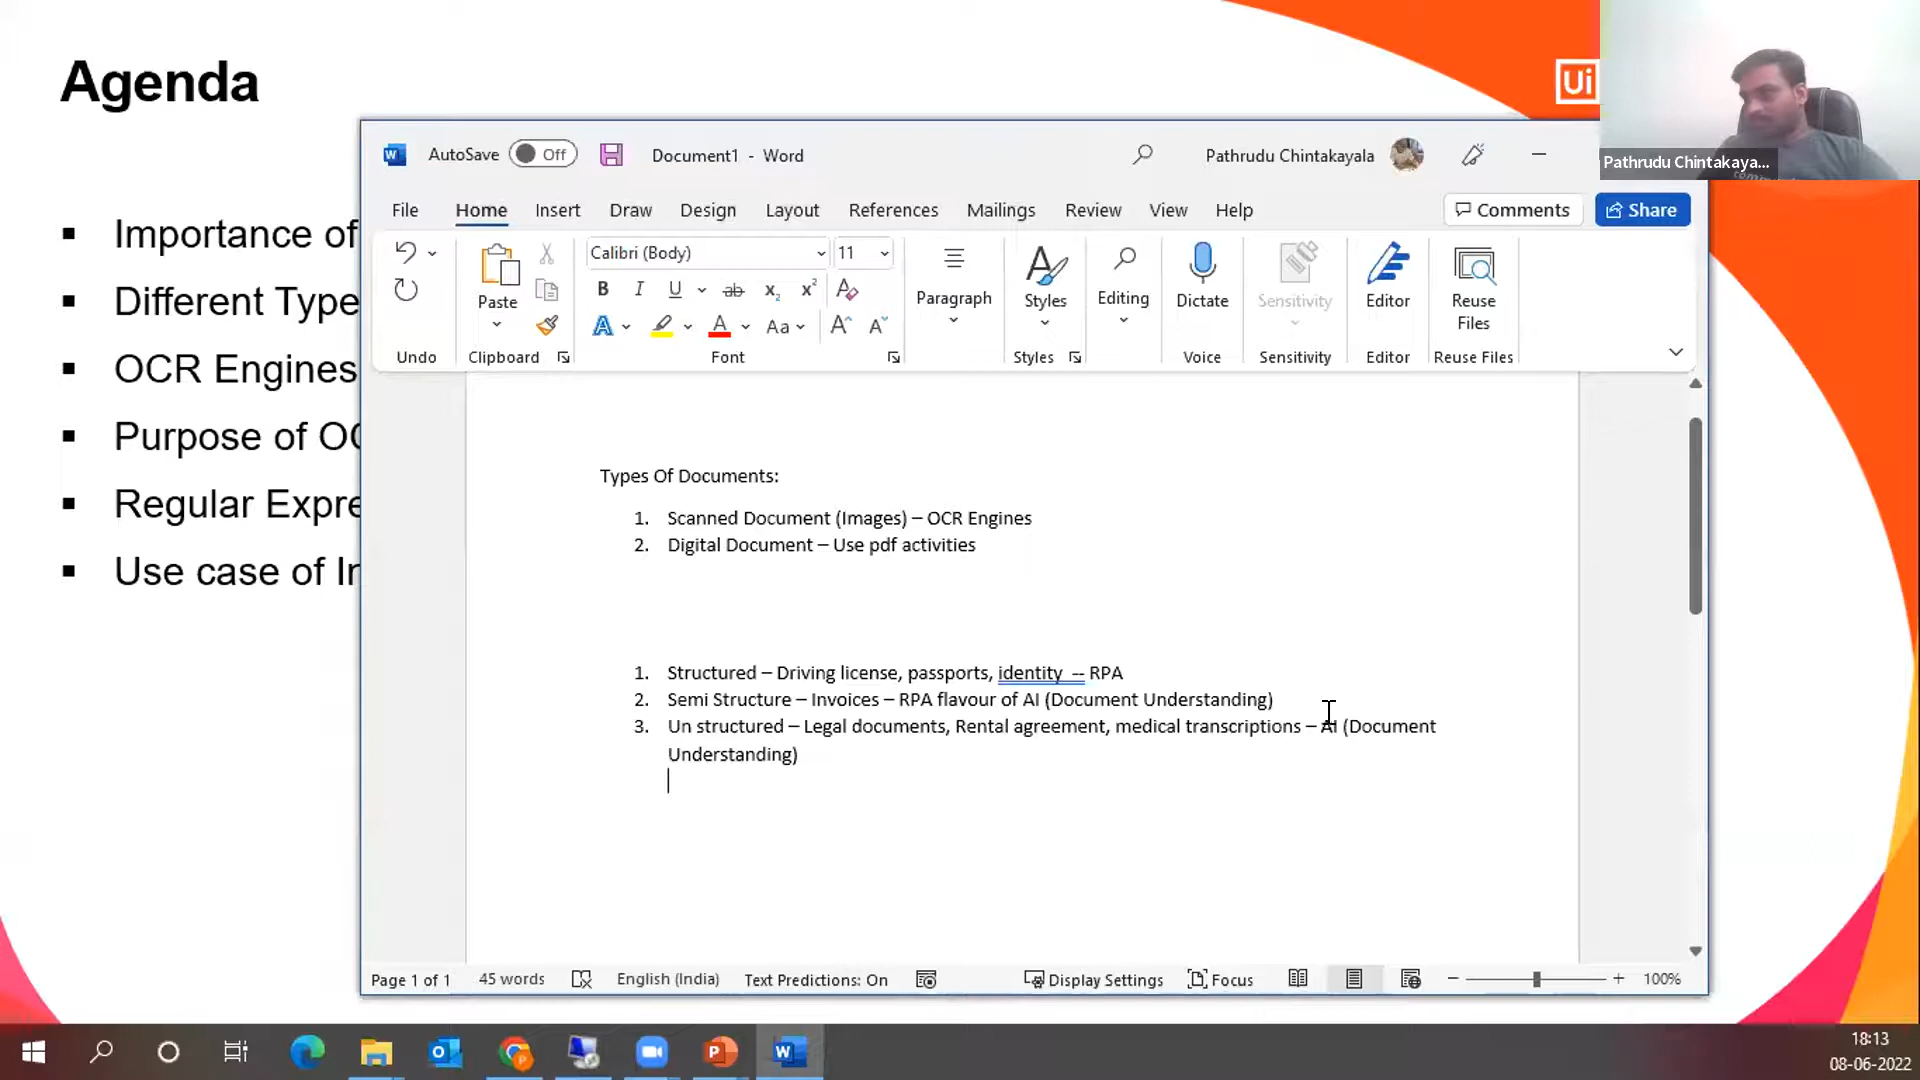 Agenda
Ui
Pathrudu Chintakaya...
Importance of
Different Type
OCR Engines
Purpose of OC
Regular Expre
Use case of In
AutoSave Off Document1 - Word Pathrudu Chintakayala
File Home Insert Draw Design Layout References Mailings Review View Help Comments Share
Calibri (Body) 11
Paste Paragraph Styles Editing Dictate Sensitivity Editor Reuse Files
Undo Clipboard Font Styles Voice Sensitivity Editor Reuse Files
Types Of Documents:
1. Scanned Document (Images) – OCR Engines
2. Digital Document – Use pdf activities
1. Structured – Driving license, passports, identity -- RPA
2. Semi Structure – Invoices – RPA flavour of AI (Document Understanding)
3. Un structured – Legal documents, Rental agreement, medical transcriptions – AI (Document
Understanding)
Page 1 of 1 45 words English (India) Text Predictions: On Display Settings Focus 100%
18:13
08-06-2022